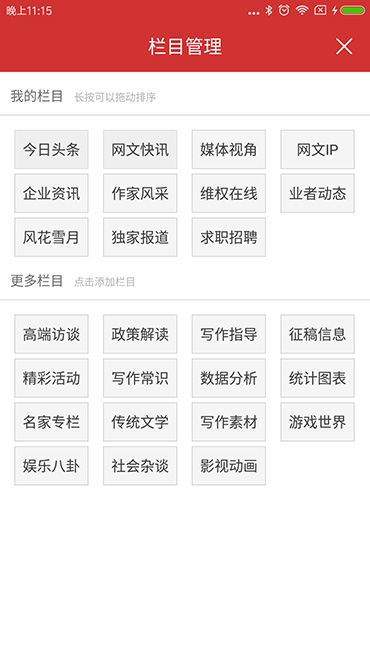 晚上11:15
栏目管理
我的栏目 长按可以拖动排序
今日头条 网文快讯 媒体视角 网文IP
企业资讯 作家风采 维权在线 业者动态
风花雪月 独家报道 求职招聘
更多栏目 点击添加栏目
高端访谈 政策解读 写作指导 征稿信息
精彩活动 写作常识 数据分析 统计图表
名家专栏 传统文学 写作素材 游戏世界
娱乐八卦 社会杂谈 影视动画